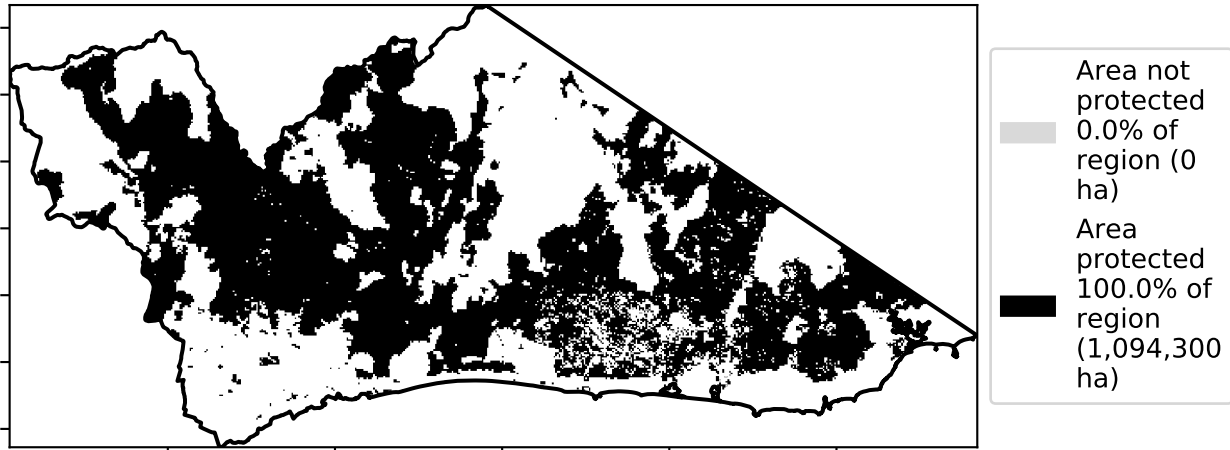 Area not
protected
0.0% of
region (0
ha)
Area
protected
100.0% of
region
(1,094,300
ha)